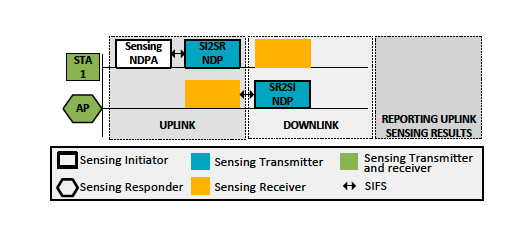 STA
1
Sensing
NDPA
SI2SR
NDP
AP
SR2SI
NDP
UPLINK
DOWNLINK
REPORTING UPLINK
SENSING RESULTS
Sensing Initiator
Sensing Transmitter
Sensing Transmitter
and receiver
Sensing Responder
Sensing Receiver
SIFS